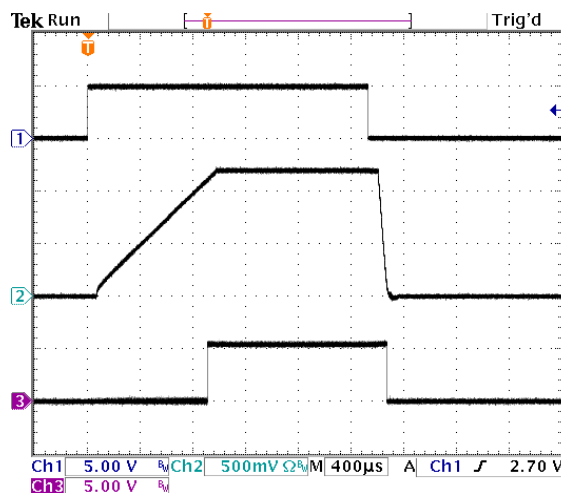 Tek Run Trig'd
T
T
1
2
3
Ch1 5.00 V BW Ch2 500mV ΩBW M 400µs A Ch1 ƒ 2.70 V
Ch3 5.00 V BW